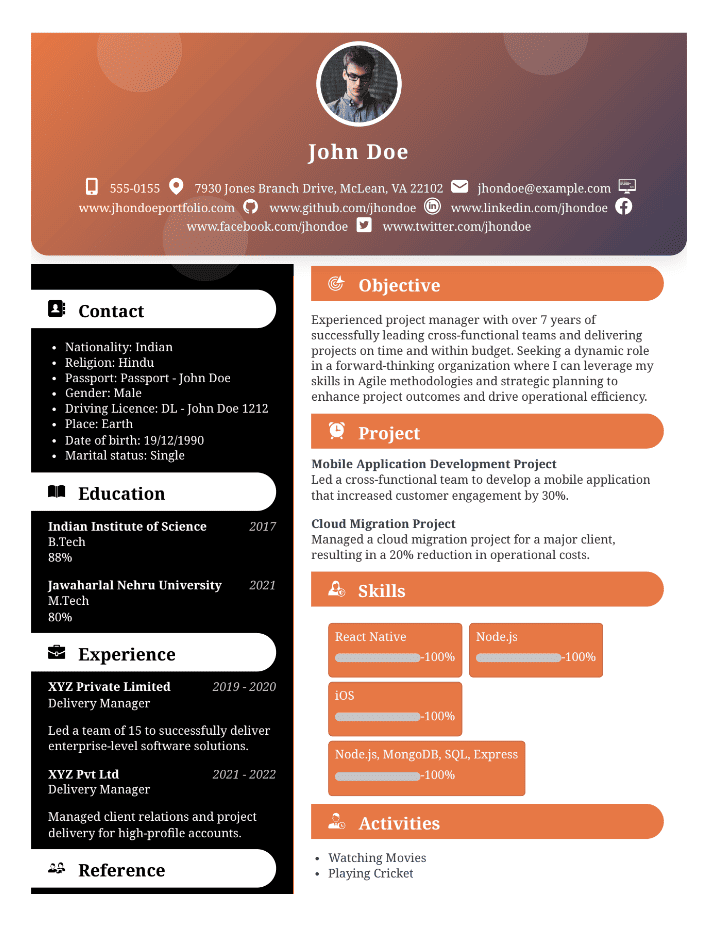 John Doe
555-0155 7930 Jones Branch Drive, McLean, VA 22102 jhondoe@example.com
www.jhondoeportfolio.com www.github.com/jhondoe www.linkedin.com/jhondoe
www.facebook.com/jhondoe www.twitter.com/jhondoe
Contact
• Nationality: Indian
• Religion: Hindu
• Passport: Passport - John Doe
• Gender: Male
• Driving Licence: DL - John Doe 1212
• Place: Earth
• Date of birth: 19/12/1990
• Marital status: Single
Education
Indian Institute of Science 2017
B.Tech
88%
Jawaharlal Nehru University 2021
M.Tech
80%
Experience
XYZ Private Limited 2019 - 2020
Delivery Manager
Led a team of 15 to successfully deliver
enterprise-level software solutions.
XYZ Pvt Ltd 2021 - 2022
Delivery Manager
Managed client relations and project
delivery for high-profile accounts.
Reference
Objective
Experienced project manager with over 7 years of
successfully leading cross-functional teams and delivering
projects on time and within budget. Seeking a dynamic role
in a forward-thinking organization where I can leverage my
skills in Agile methodologies and strategic planning to
enhance project outcomes and drive operational efficiency.
Project
Mobile Application Development Project
Led a cross-functional team to develop a mobile application
that increased customer engagement by 30%.
Cloud Migration Project
Managed a cloud migration project for a major client,
resulting in a 20% reduction in operational costs.
Skills
React Native
-100%
Node.js
-100%
iOS
-100%
Node.js, MongoDB, SQL, Express
-100%
Activities
• Watching Movies
• Playing Cricket